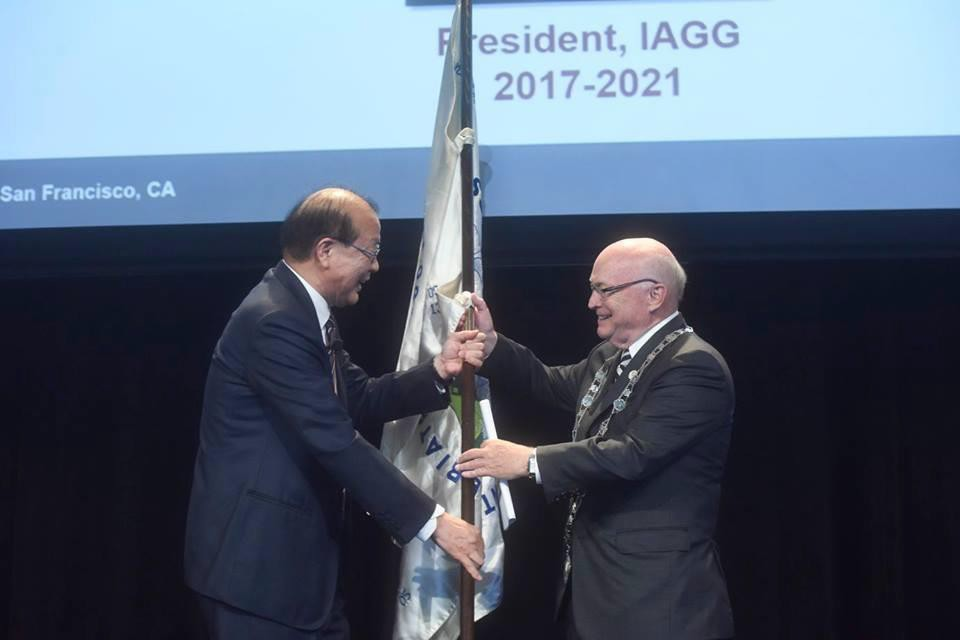 President, IAGG
2017-2021
San Francisco, CA